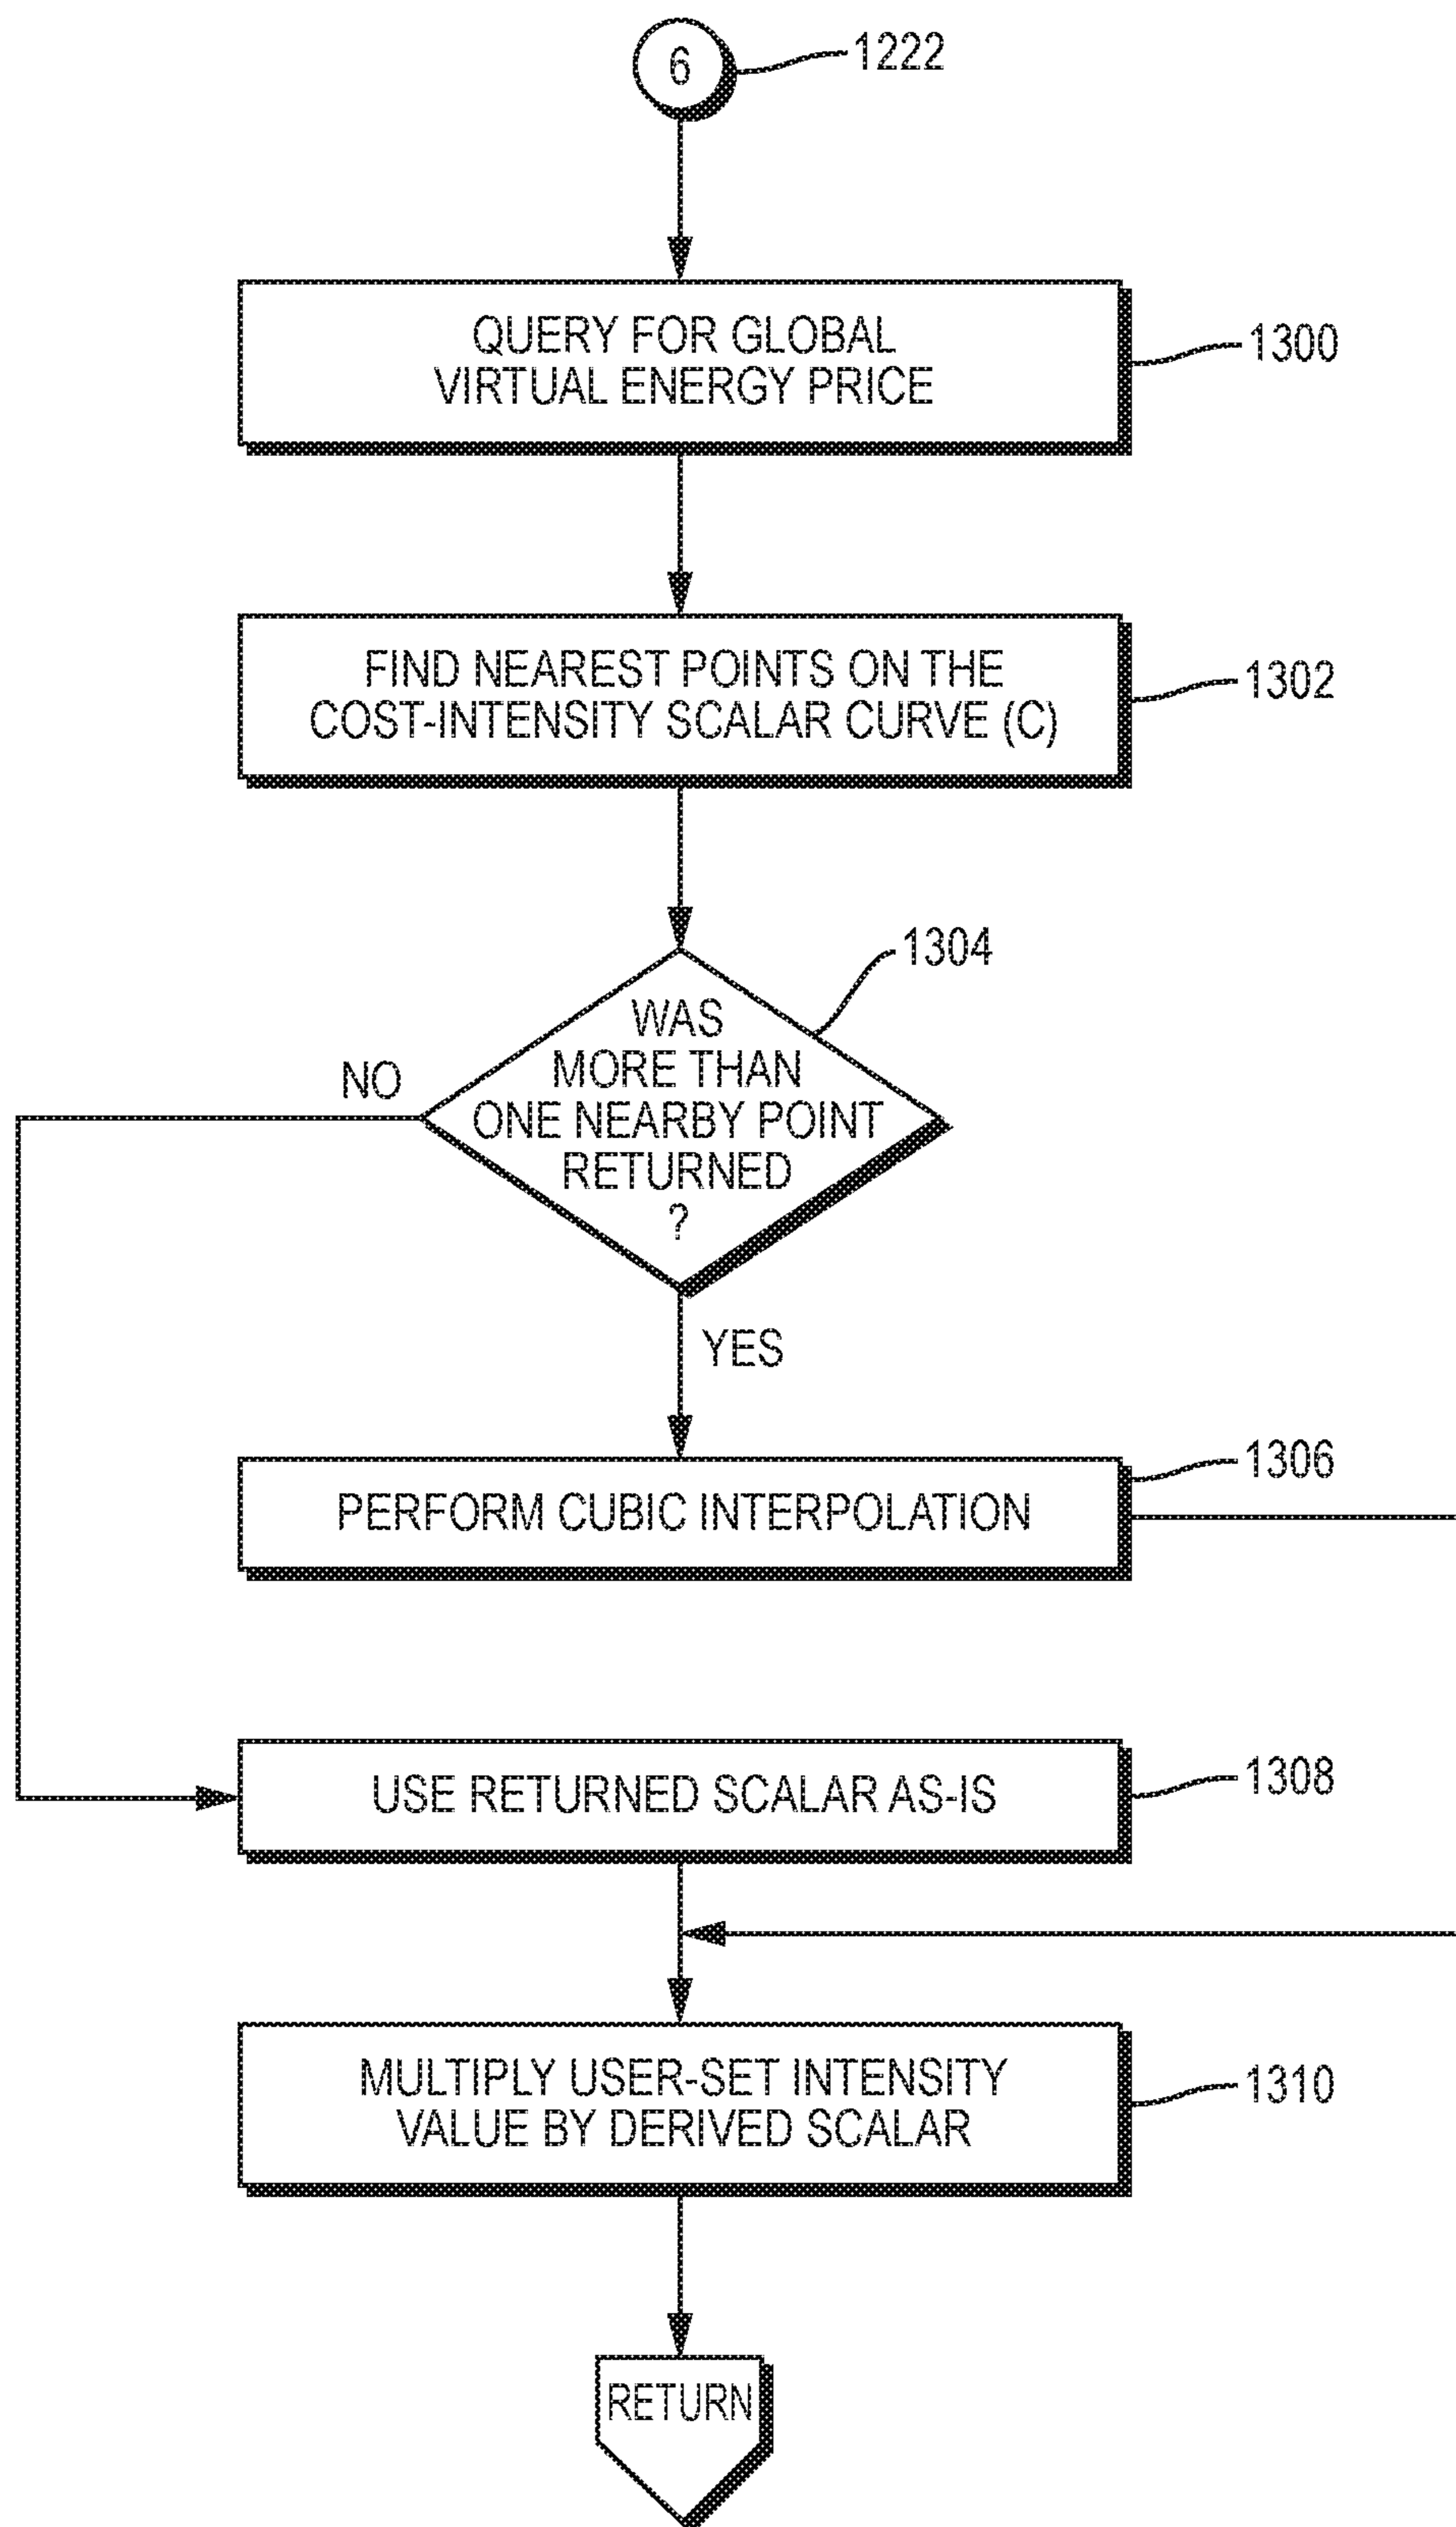 6
1222
QUERY FOR GLOBAL
VIRTUAL ENERGY PRICE
1300
FIND NEAREST POINTS ON THE
COST-INTENSITY SCALAR CURVE (C)
1302
1304
WAS
MORE THAN
ONE NEARBY POINT
RETURNED
?
NO
YES
1306
PERFORM CUBIC INTERPOLATION
USE RETURNED SCALAR AS-IS
1308
MULTIPLY USER-SET INTENSITY
VALUE BY DERIVED SCALAR
1310
RETURN